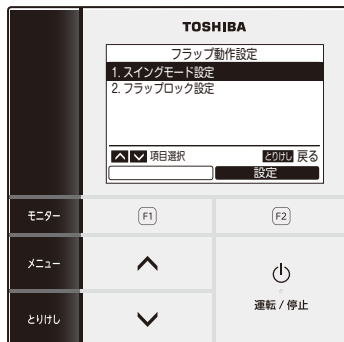 TOSHIBA
フラップ動作設定
1. スイングモード設定
2. フラップロック設定
項目選択 とりけし 戻る
設定
モニター F1 F2
メニュー
運転 / 停止
とりけし